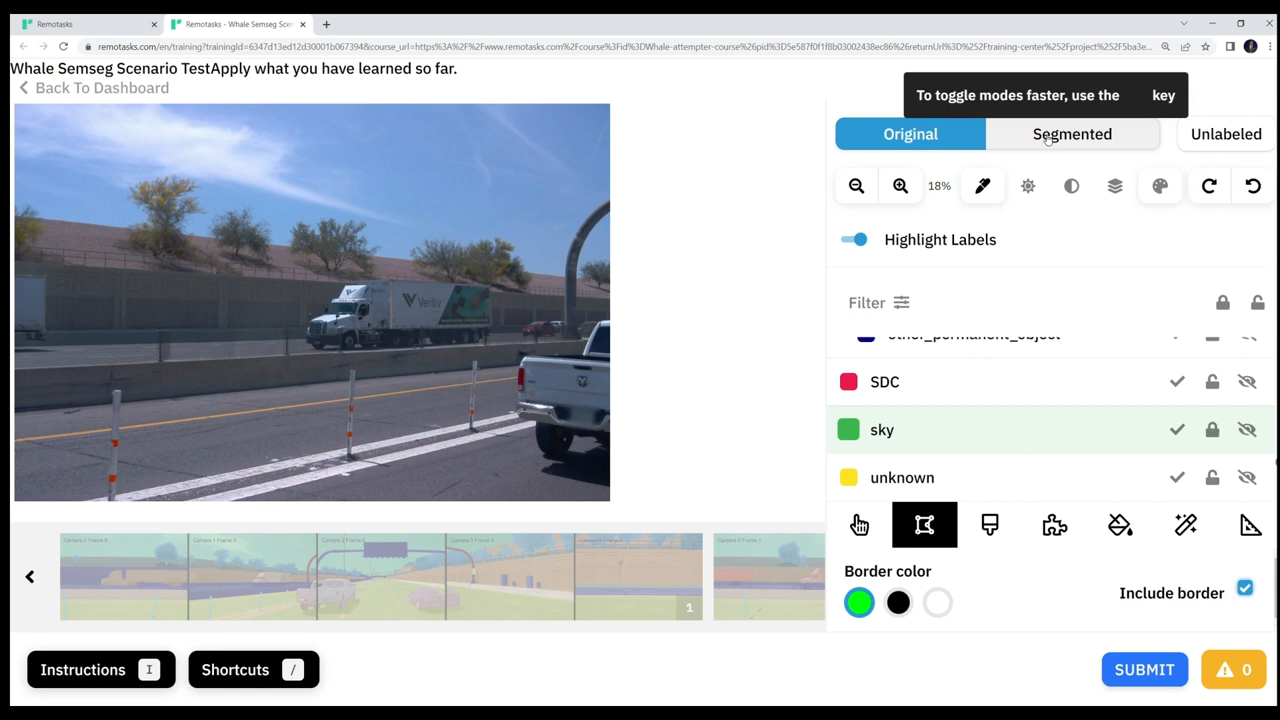 Remotasks
Remotasks - Whale Semseg Scen
remotasks.com/en/training?trainingId=6347d13ed12d30001b067394&course_url=https%3A%2F%2Fwww.remotasks.com%2Fcourse%3Fid%3DWhale-attempter-course%26pid%3D5e587f0f1f8b03002438ec86%26returnUrl%3D%252Ftraining-center%252Fproject%252F5ba3e...
Whale Semseg Scenario TestApply what you have learned so far.
Back To Dashboard
To toggle modes faster, use the key
Original
Segmented
Unlabeled
18%
Highlight Labels
Filter
other_permanent_object
SDC
sky
unknown
Border color
Include border
1
Instructions I
Shortcuts /
SUBMIT
0